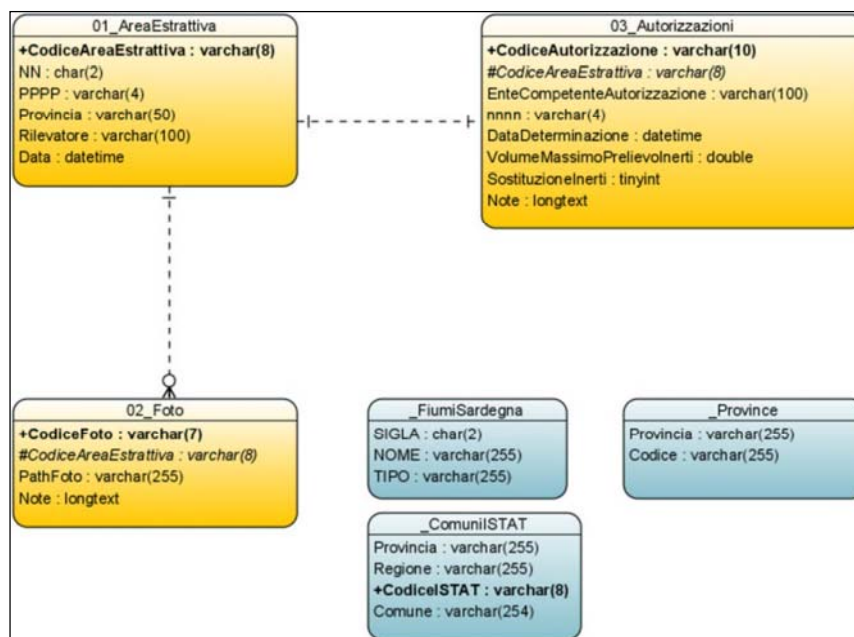 01_AreaEstrattiva
+CodiceAreaEstrattiva : varchar(8)
NN : char(2)
PPPP : varchar(4)
Provincia : varchar(50)
Rilevatore : varchar(100)
Data : datetime
03_Autorizzazioni
+CodiceAutorizzazione : varchar(10)
#CodiceAreaEstrattiva : varchar(8)
EnteCompetenteAutorizzazione : varchar(100)
nnnn : varchar(4)
DataDeterminazione : datetime
VolumeMassimoPrelievoInerti : double
SostituzioneInerti : tinyint
Note : longtext
02_Foto
+CodiceFoto : varchar(7)
#CodiceAreaEstrattiva : varchar(8)
PathFoto : varchar(255)
Note : longtext
_FiumiSardegna
SIGLA : char(2)
NOME : varchar(255)
TIPO : varchar(255)
_Province
Provincia : varchar(255)
Codice : varchar(255)
_ComuniISTAT
Provincia : varchar(255)
Regione : varchar(255)
+CodiceISTAT : varchar(8)
Comune : varchar(254)